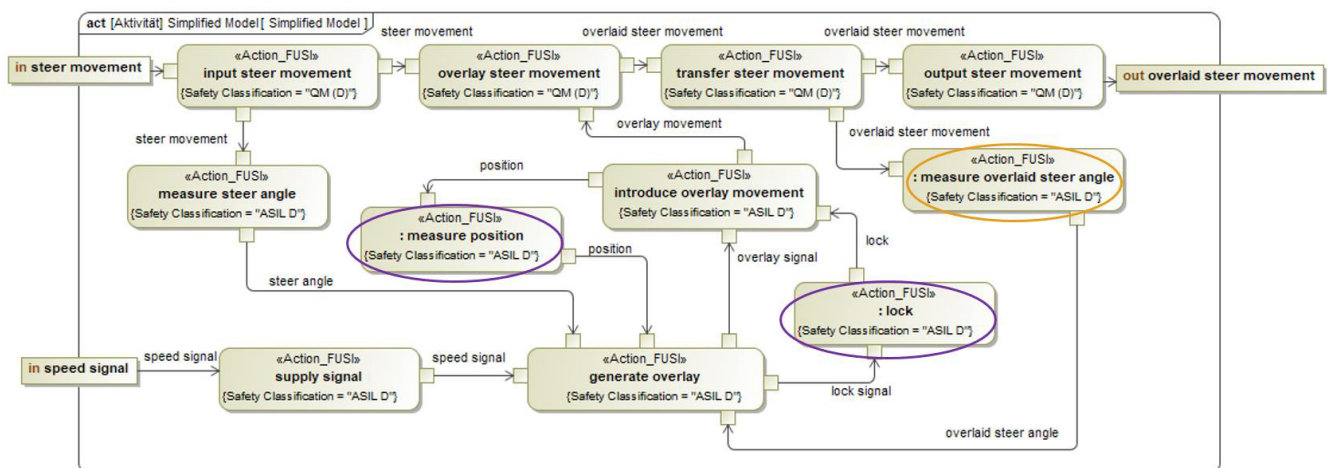 act [Aktivität] Simplified Model [ Simplified Model ]
steer movement
overlaid steer movement
overlaid steer movement
in steer movement
«Action_FUSI»
input steer movement
{Safety Classification = "QM (D)"}
«Action_FUSI»
overlay steer movement
{Safety Classification = "QM (D)"}
«Action_FUSI»
transfer steer movement
{Safety Classification = "QM (D)"}
«Action_FUSI»
output steer movement
{Safety Classification = "QM (D)"}
out overlaid steer movement
steer movement
overlay movement
overlaid steer movement
«Action_FUSI»
measure steer angle
{Safety Classification = "ASIL D"}
position
«Action_FUSI»
introduce overlay movement
{Safety Classification = "ASIL D"}
«Action_FUSI»
: measure overlaid steer angle
{Safety Classification = "ASIL D"}
«Action_FUSI»
: measure position
{Safety Classification = "ASIL D"}
position
overlay signal
lock
steer angle
«Action_FUSI»
: lock
{Safety Classification = "ASIL D"}
in speed signal
speed signal
«Action_FUSI»
supply signal
{Safety Classification = "ASIL D"}
speed signal
«Action_FUSI»
generate overlay
{Safety Classification = "ASIL D"}
lock signal
overlaid steer angle